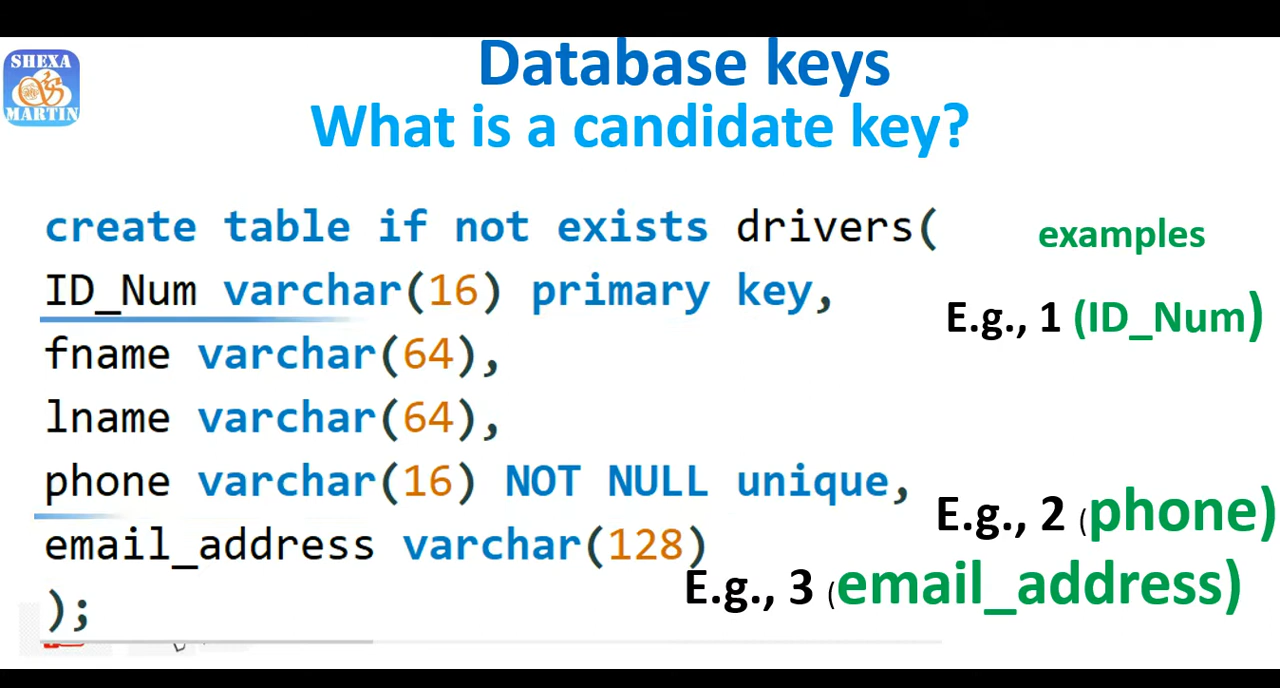 SHEXA
MARTIN
Database keys
What is a candidate key?
create table if not exists drivers(
examples
ID_Num varchar(16) primary key,
E.g., 1 (ID_Num)
fname varchar(64),
lname varchar(64),
phone varchar(16) NOT NULL unique,
E.g., 2 (phone)
email_address varchar(128)
E.g., 3 (email_address)
);